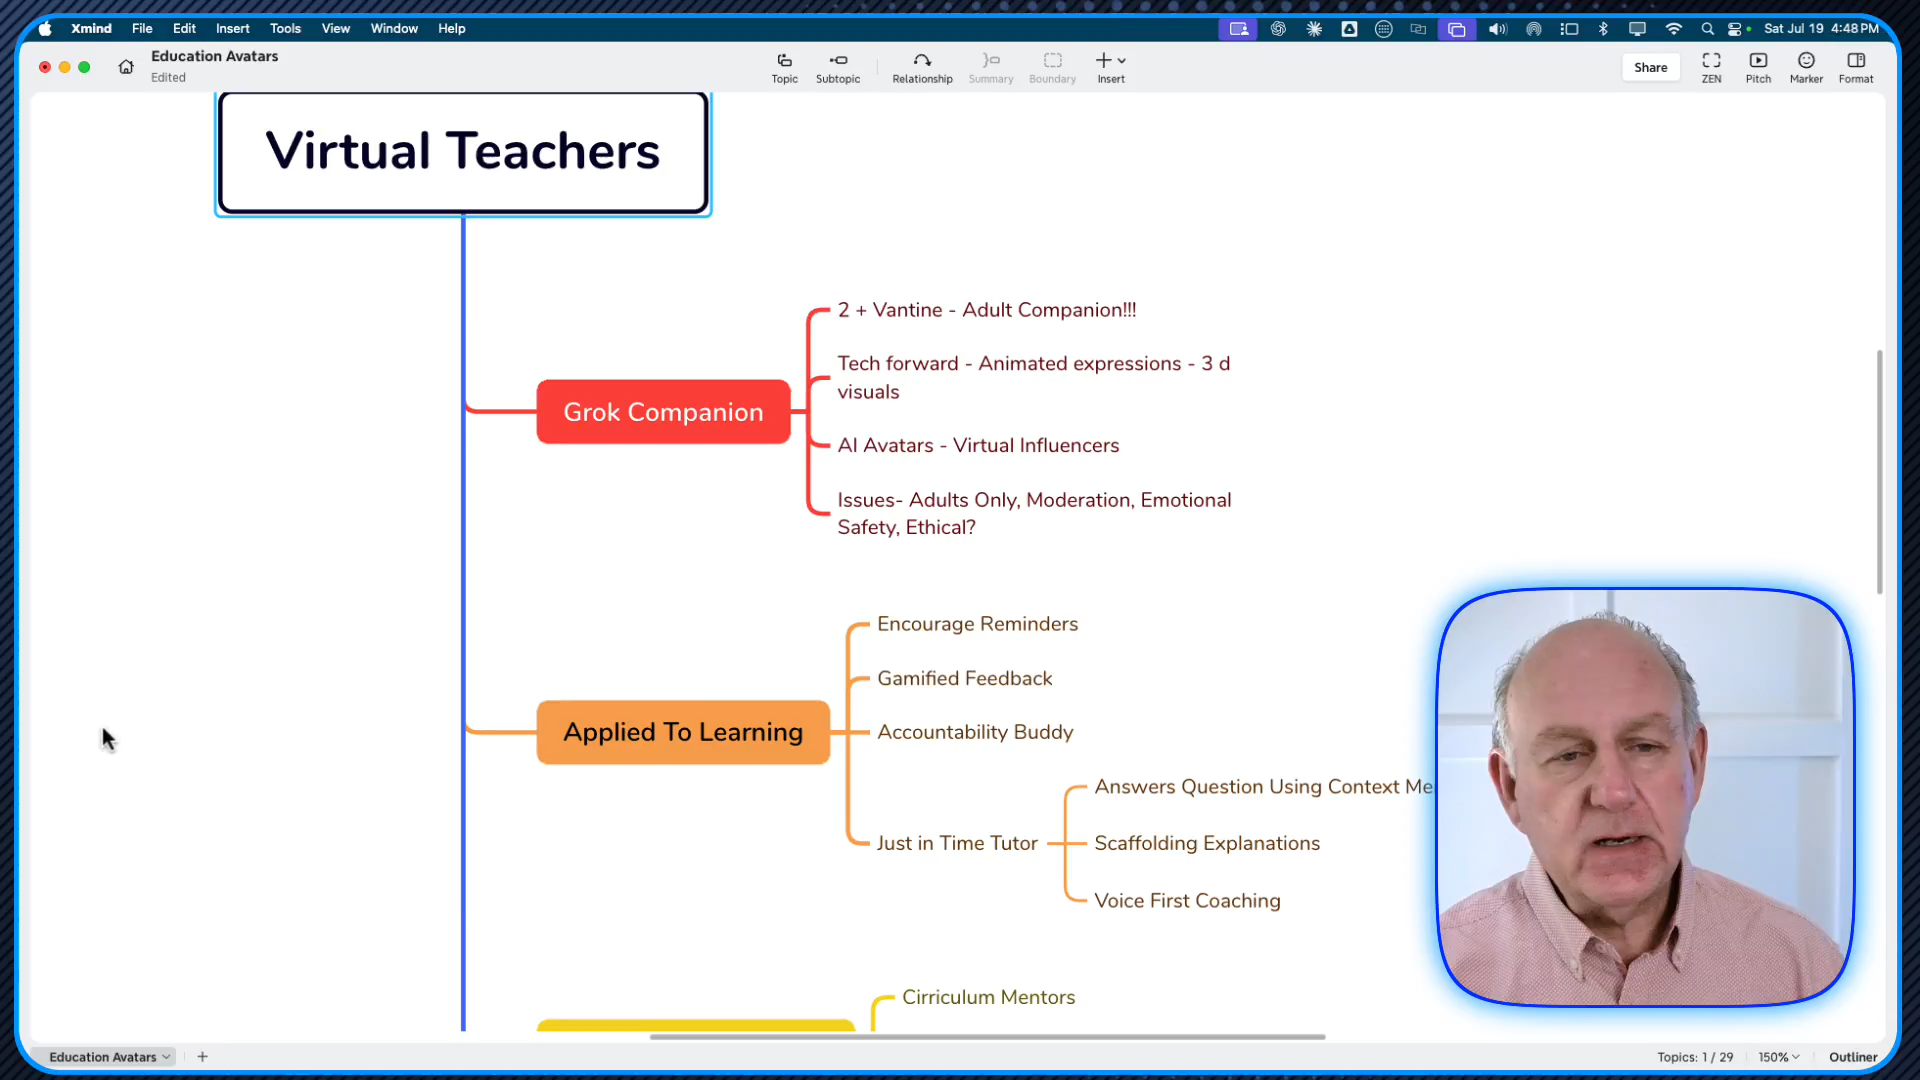 Xmind File Edit Insert Tools View Window Help
Sat Jul 19 4:48 PM
Education Avatars
Edited
Topic Subtopic Relationship Summary Boundary Insert
Share ZEN Pitch Marker Format
Virtual Teachers
Grok Companion
2 + Vantine - Adult Companion!!!
Tech forward - Animated expressions - 3 d
visuals
AI Avatars - Virtual Influencers
Issues- Adults Only, Moderation, Emotional
Safety, Ethical?
Applied To Learning
Encourage Reminders
Gamified Feedback
Accountability Buddy
Just in Time Tutor
Answers Question Using Context Me
Scaffolding Explanations
Voice First Coaching
Cirriculum Mentors
Education Avatars
Topics: 1 / 29 150% Outliner